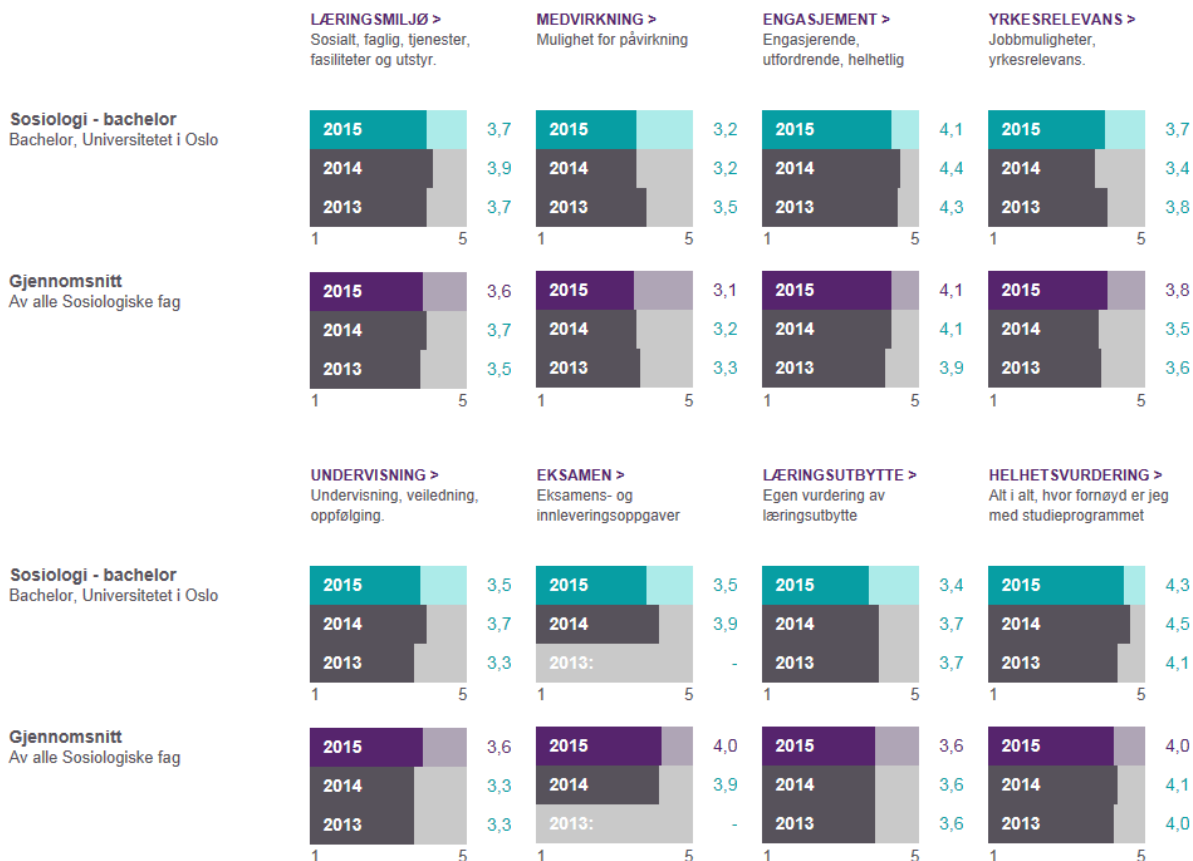 LÆRINGSMILJØ > MEDVIRKNING > ENGASJEMENT > YRKESRELEVANS >
Sosialt, faglig, tjenester, Mulighet for påvirkning Engasjerende, Jobbmuligheter,
fasiliteter og utstyr. utfordrende, helhetlig yrkesrelevans.
Sosiologi - bachelor
Bachelor, Universitetet i Oslo
2015 3,7 2015 3,2 2015 4,1 2015 3,7
2014 3,9 2014 3,2 2014 4,4 2014 3,4
2013 3,7 2013 3,5 2013 4,3 2013 3,8
1 5 1 5 1 5 1 5
Gjennomsnitt
Av alle Sosiologiske fag
2015 3,6 2015 3,1 2015 4,1 2015 3,8
2014 3,7 2014 3,2 2014 4,1 2014 3,5
2013 3,5 2013 3,3 2013 3,9 2013 3,6
1 5 1 5 1 5 1 5
UNDERVISNING > EKSAMEN > LÆRINGSUTBYTTE > HELHETSVURDERING >
Undervisning, veiledning, Eksamens- og Egen vurdering av Alt i alt, hvor fornøyd er jeg
oppfølging. innleveringsoppgaver læringsutbytte med studieprogrammet
Sosiologi - bachelor
Bachelor, Universitetet i Oslo
2015 3,5 2015 3,5 2015 3,4 2015 4,3
2014 3,7 2014 3,9 2014 3,7 2014 4,5
2013 3,3 2013: - 2013 3,7 2013 4,1
1 5 1 5 1 5 1 5
Gjennomsnitt
Av alle Sosiologiske fag
2015 3,6 2015 4,0 2015 3,6 2015 4,0
2014 3,3 2014 3,9 2014 3,6 2014 4,1
2013 3,3 2013: - 2013 3,6 2013 4,0
1 5 1 5 1 5 1 5